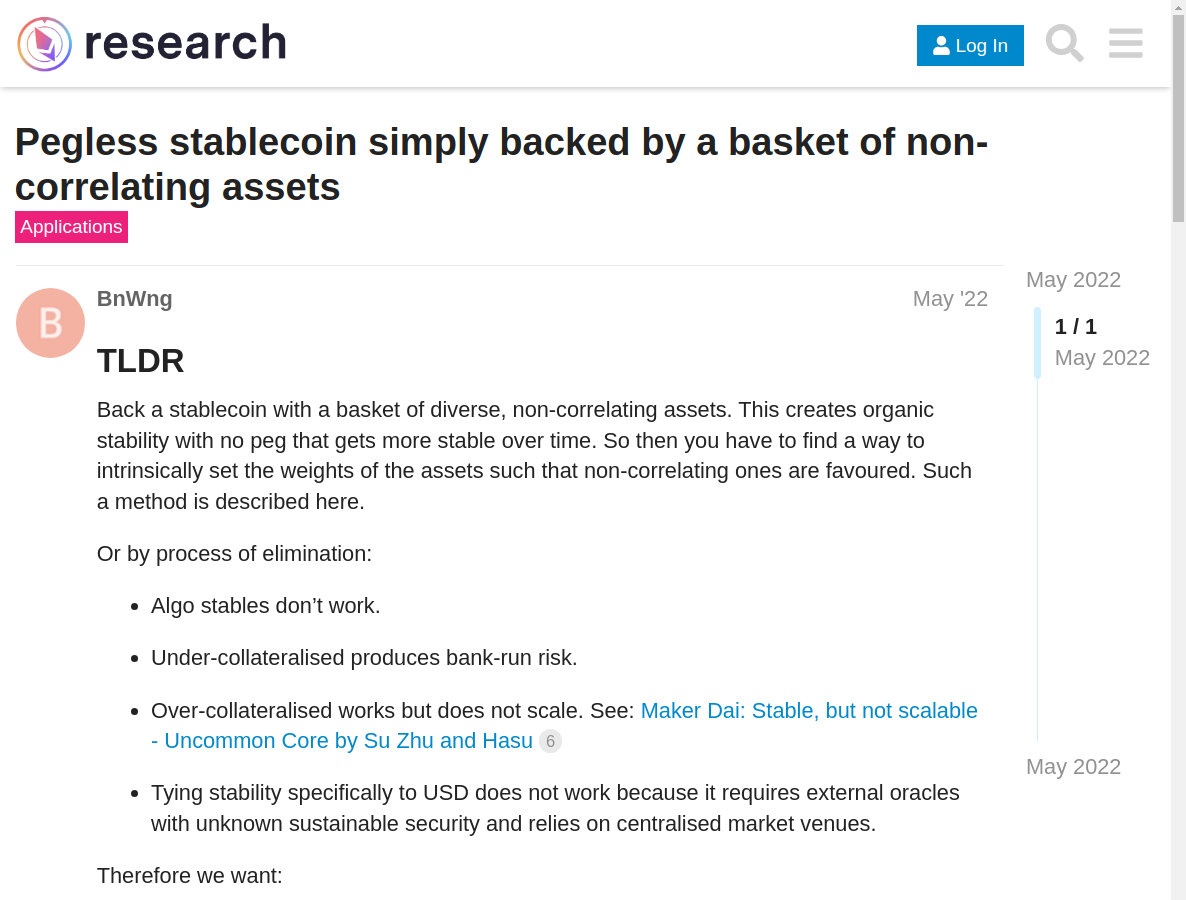 research
Log In
Pegless stablecoin simply backed by a basket of non-
correlating assets
Applications
May 2022
B
BnWng
May '22
1 / 1
May 2022
TLDR
Back a stablecoin with a basket of diverse, non-correlating assets. This creates organic
stability with no peg that gets more stable over time. So then you have to find a way to
intrinsically set the weights of the assets such that non-correlating ones are favoured. Such
a method is described here.
Or by process of elimination:
• Algo stables don’t work.
• Under-collateralised produces bank-run risk.
• Over-collateralised works but does not scale. See: Maker Dai: Stable, but not scalable
- Uncommon Core by Su Zhu and Hasu 6
May 2022
• Tying stability specifically to USD does not work because it requires external oracles
with unknown sustainable security and relies on centralised market venues.
Therefore we want: